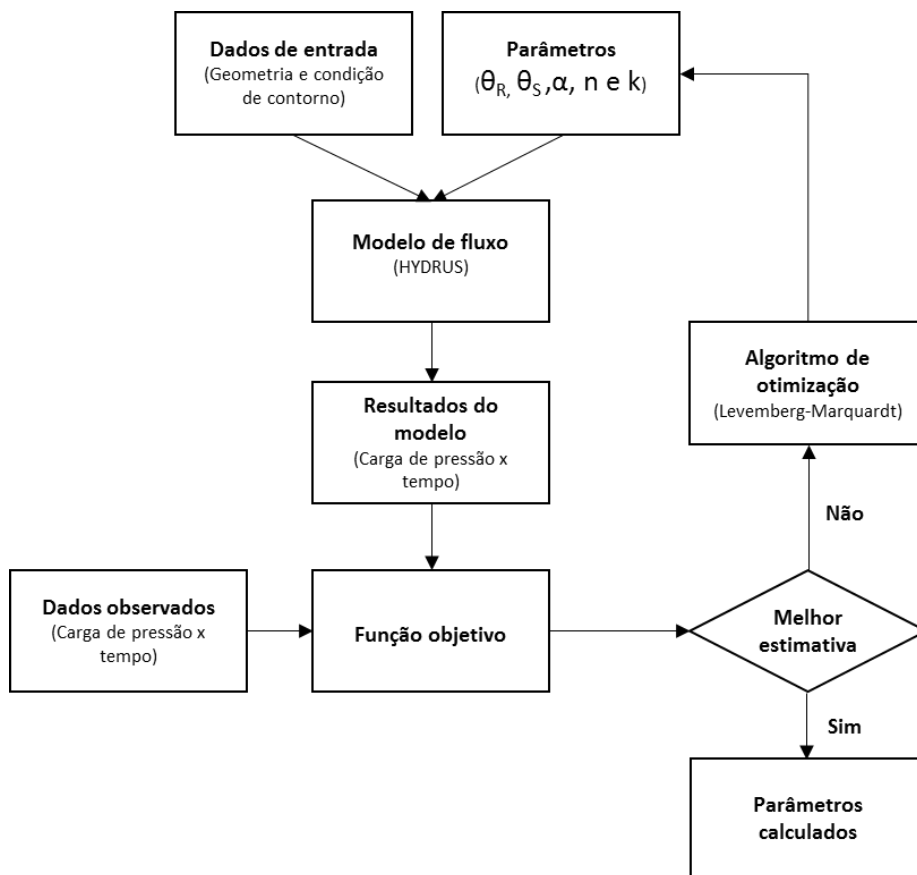 Dados de entrada
(Geometria e condição
de contorno)
Parâmetros
(θR, θS ,α, n e k)
Modelo de fluxo
(HYDRUS)
Algoritmo de
otimização
(Levemberg-Marquardt)
Resultados do
modelo
(Carga de pressão x
tempo)
Não
Dados observados
(Carga de pressão x
tempo)
Função objetivo
Melhor
estimativa
Sim
Parâmetros
calculados